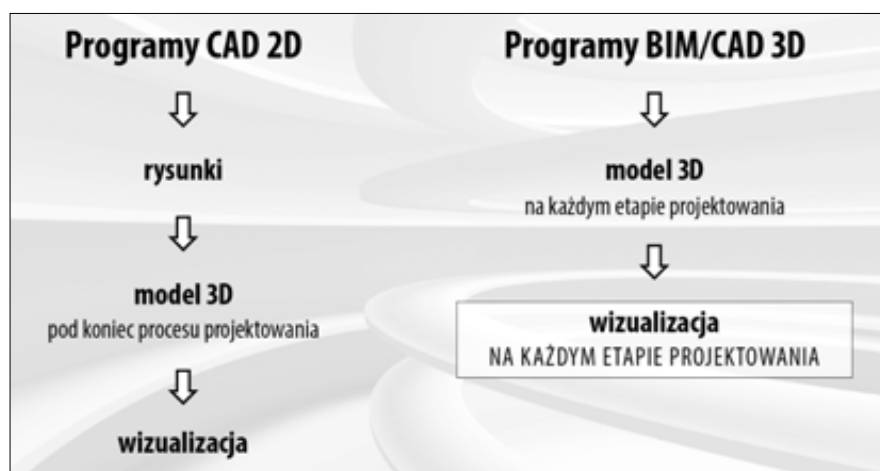 Programy CAD 2D
rysunki
model 3D
pod koniec procesu projektowania
wizualizacja
Programy BIM/CAD 3D
model 3D
na każdym etapie projektowania
wizualizacja
NA KAŻDYM ETAPIE PROJEKTOWANIA